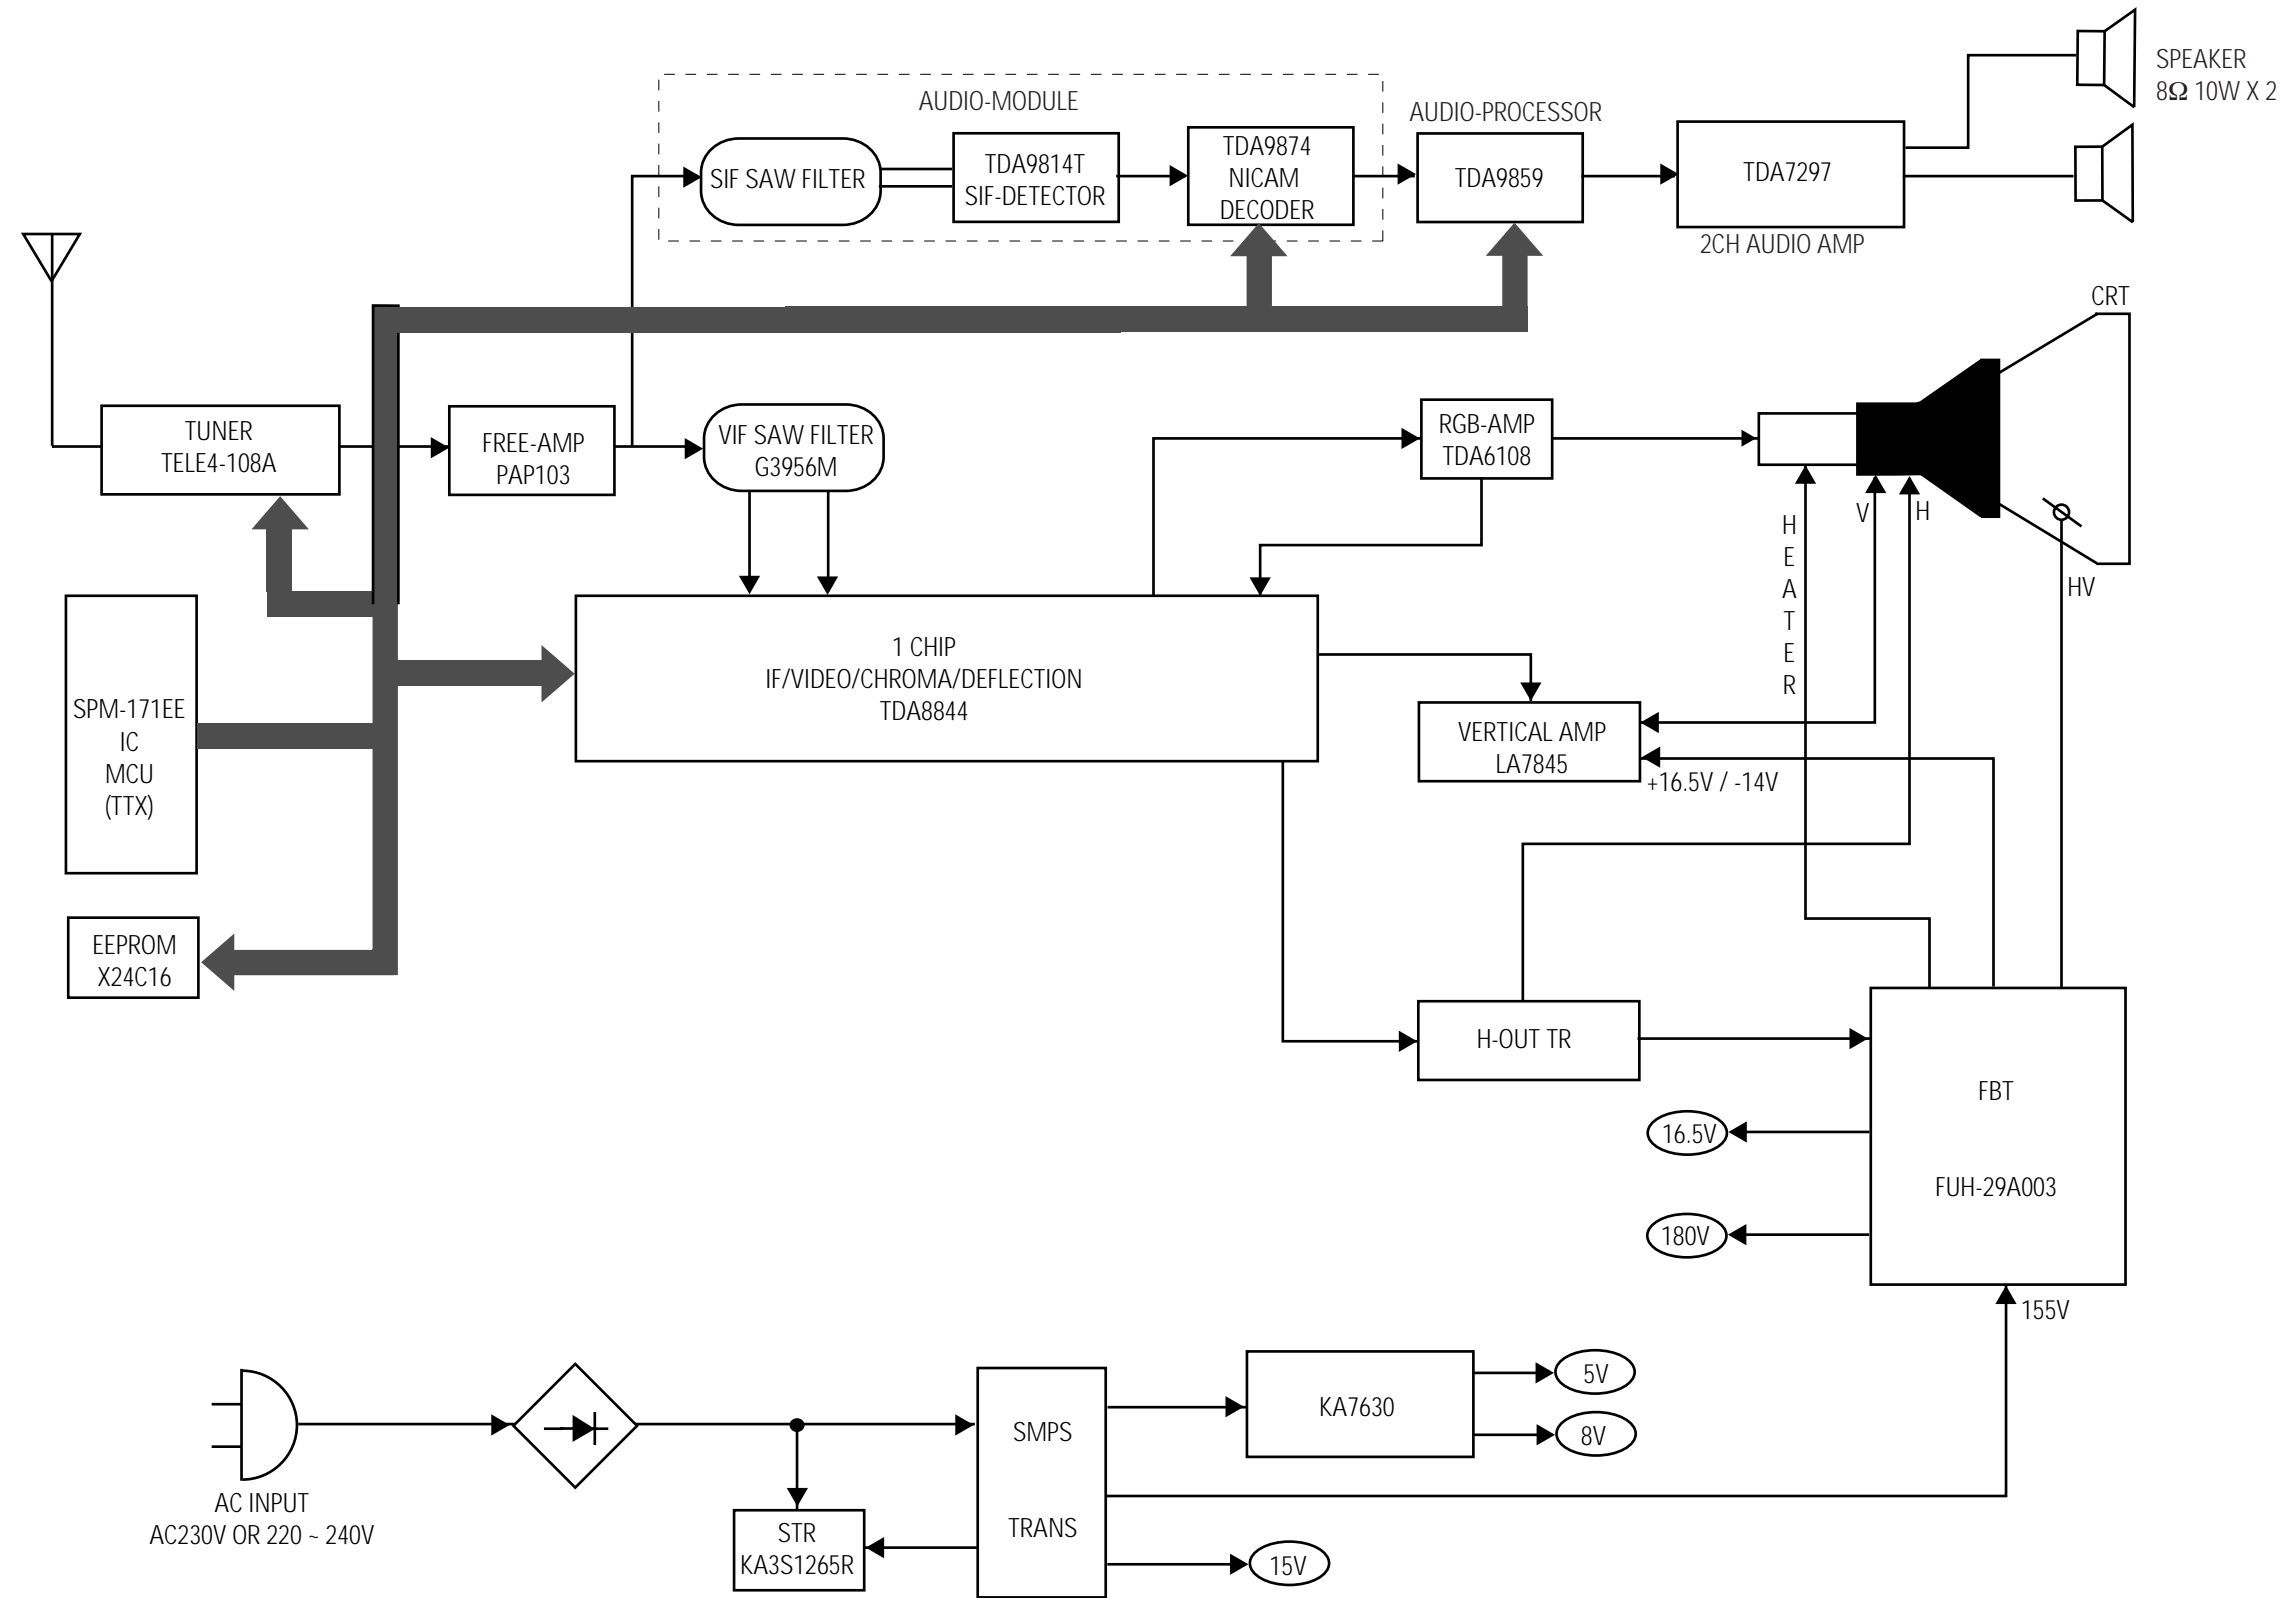 SPEAKER
8Ω 10W X 2
AUDIO-MODULE
AUDIO-PROCESSOR
SIF SAW FILTER
TDA9814T
SIF-DETECTOR
TDA9874
NICAM
DECODER
TDA9859
TDA7297
2CH AUDIO AMP
CRT
TUNER
TELE4-108A
FREE-AMP
PAP103
VIF SAW FILTER
G3956M
RGB-AMP
TDA6108
V
H
HEATER
HV
1 CHIP
IF/VIDEO/CHROMA/DEFLECTION
TDA8844
SPM-171EE
IC
MCU
(TTX)
VERTICAL AMP
LA7845
+16.5V / -14V
EEPROM
X24C16
H-OUT TR
FBT
FUH-29A003
16.5V
180V
155V
SMPS
TRANS
KA7630
5V
8V
AC INPUT
AC230V OR 220 ~ 240V
STR
KA3S1265R
15V